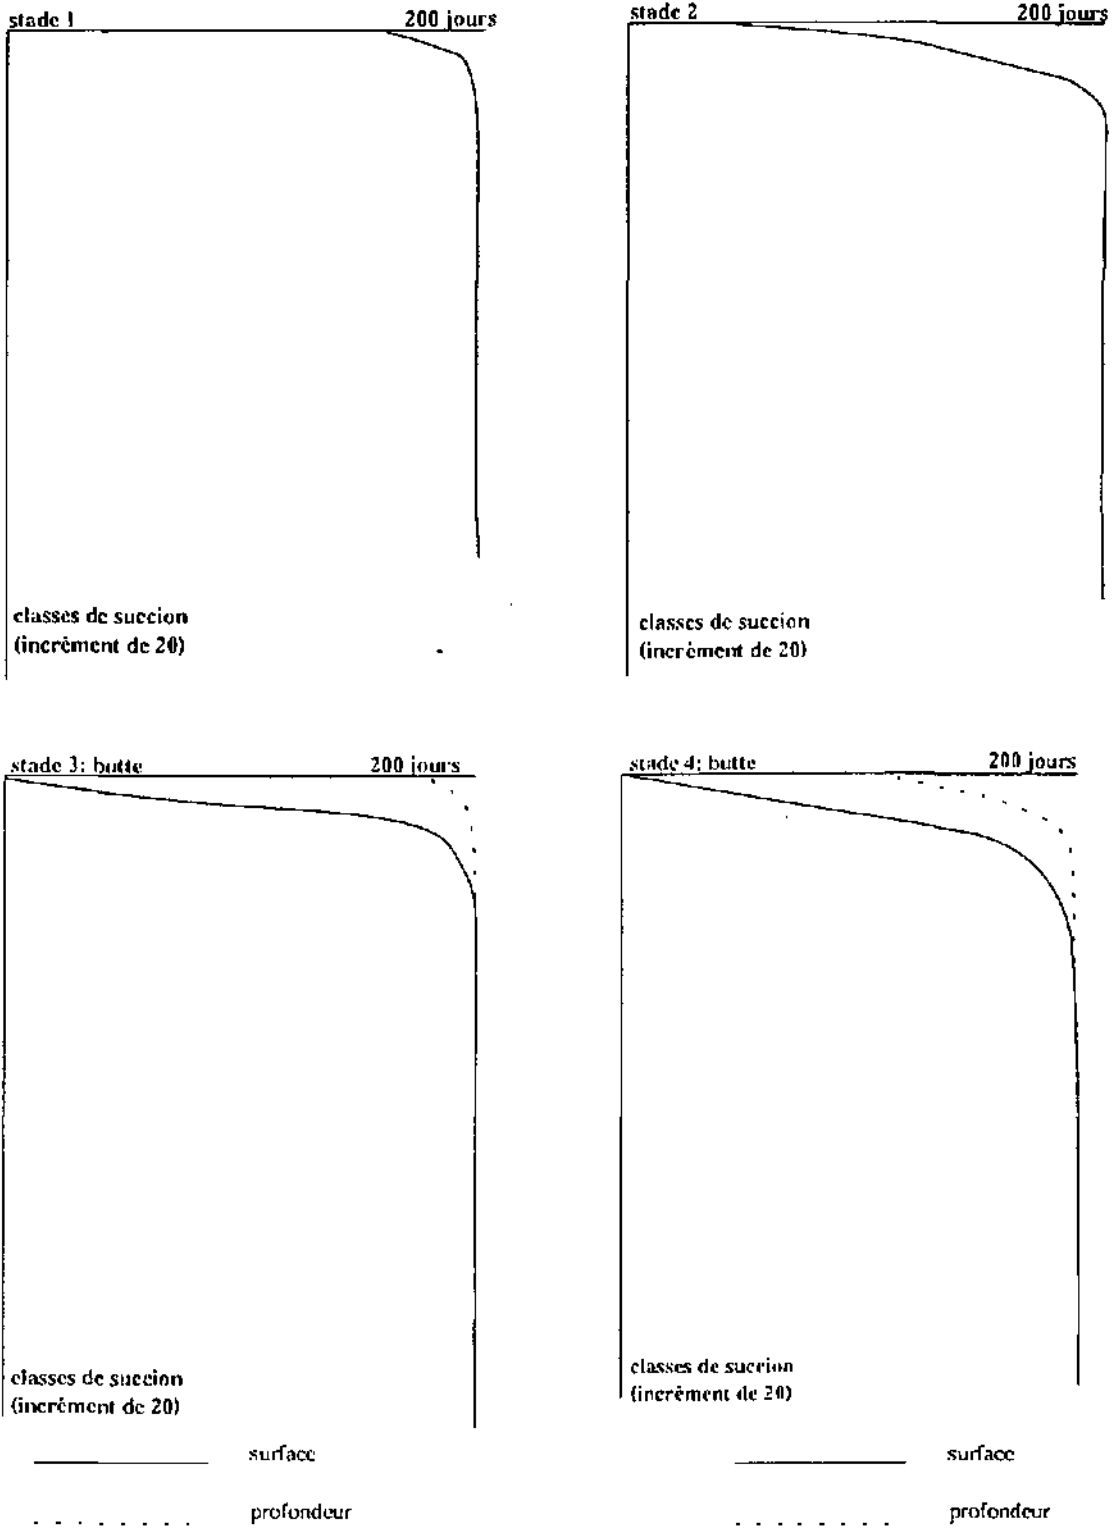 stade 1
200 jours
stade 2
200 jours
classes de succion
(incrément de 20)
classes de succion
(incrément de 20)
stade 3: butte
200 jours
stade 4: butte
200 jours
classes de succion
(incrément de 20)
classes de succion
(incrément de 20)
surface
surface
profondeur
profondeur